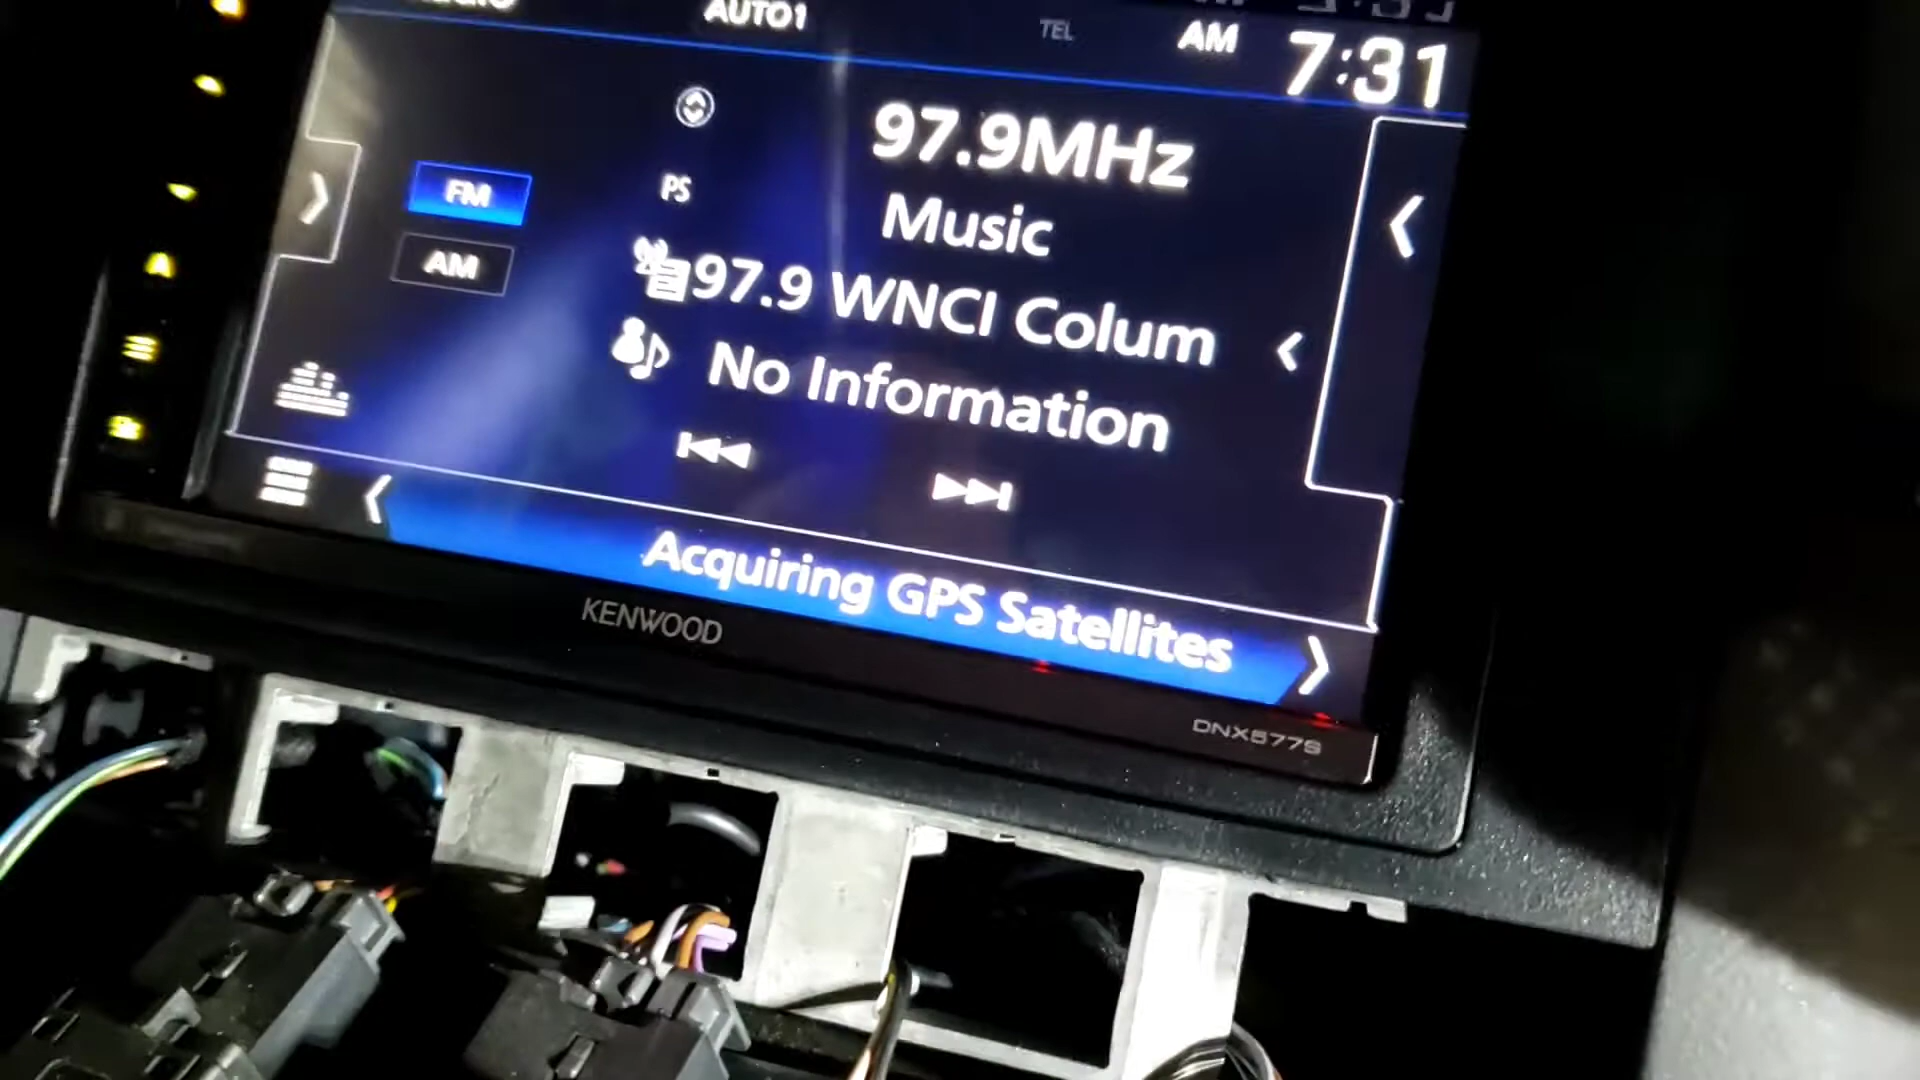 AUTO1
TEL
AM 7:31
97.9MHz
FM
PS
Music
AM
97.9 WNCI Colum
No Information
Acquiring GPS Satellites
KENWOOD
DNX577S